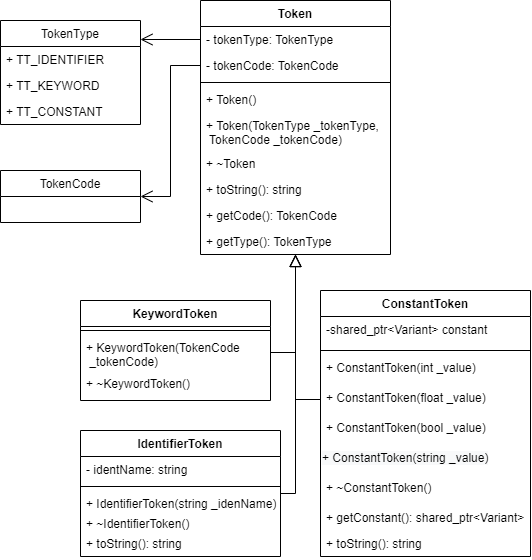 Token
- tokenType: TokenType
- tokenCode: TokenCode
+ Token()
+ Token(TokenType _tokenType,
TokenCode _tokenCode)
+ ~Token
+ toString(): string
+ getCode(): TokenCode
+ getType(): TokenType
TokenType
+ TT_IDENTIFIER
+ TT_KEYWORD
+ TT_CONSTANT
TokenCode
KeywordToken
+ KeywordToken(TokenCode
_tokenCode)
+ ~KeywordToken()
IdentifierToken
- identName: string
+ IdentifierToken(string _idenName)
+ ~IdentifierToken()
+ toString(): string
ConstantToken
-shared_ptr<Variant> constant
+ ConstantToken(int _value)
+ ConstantToken(float _value)
+ ConstantToken(bool _value)
+ ConstantToken(string _value)
+ ~ConstantToken()
+ getConstant(): shared_ptr<Variant>
+ toString(): string